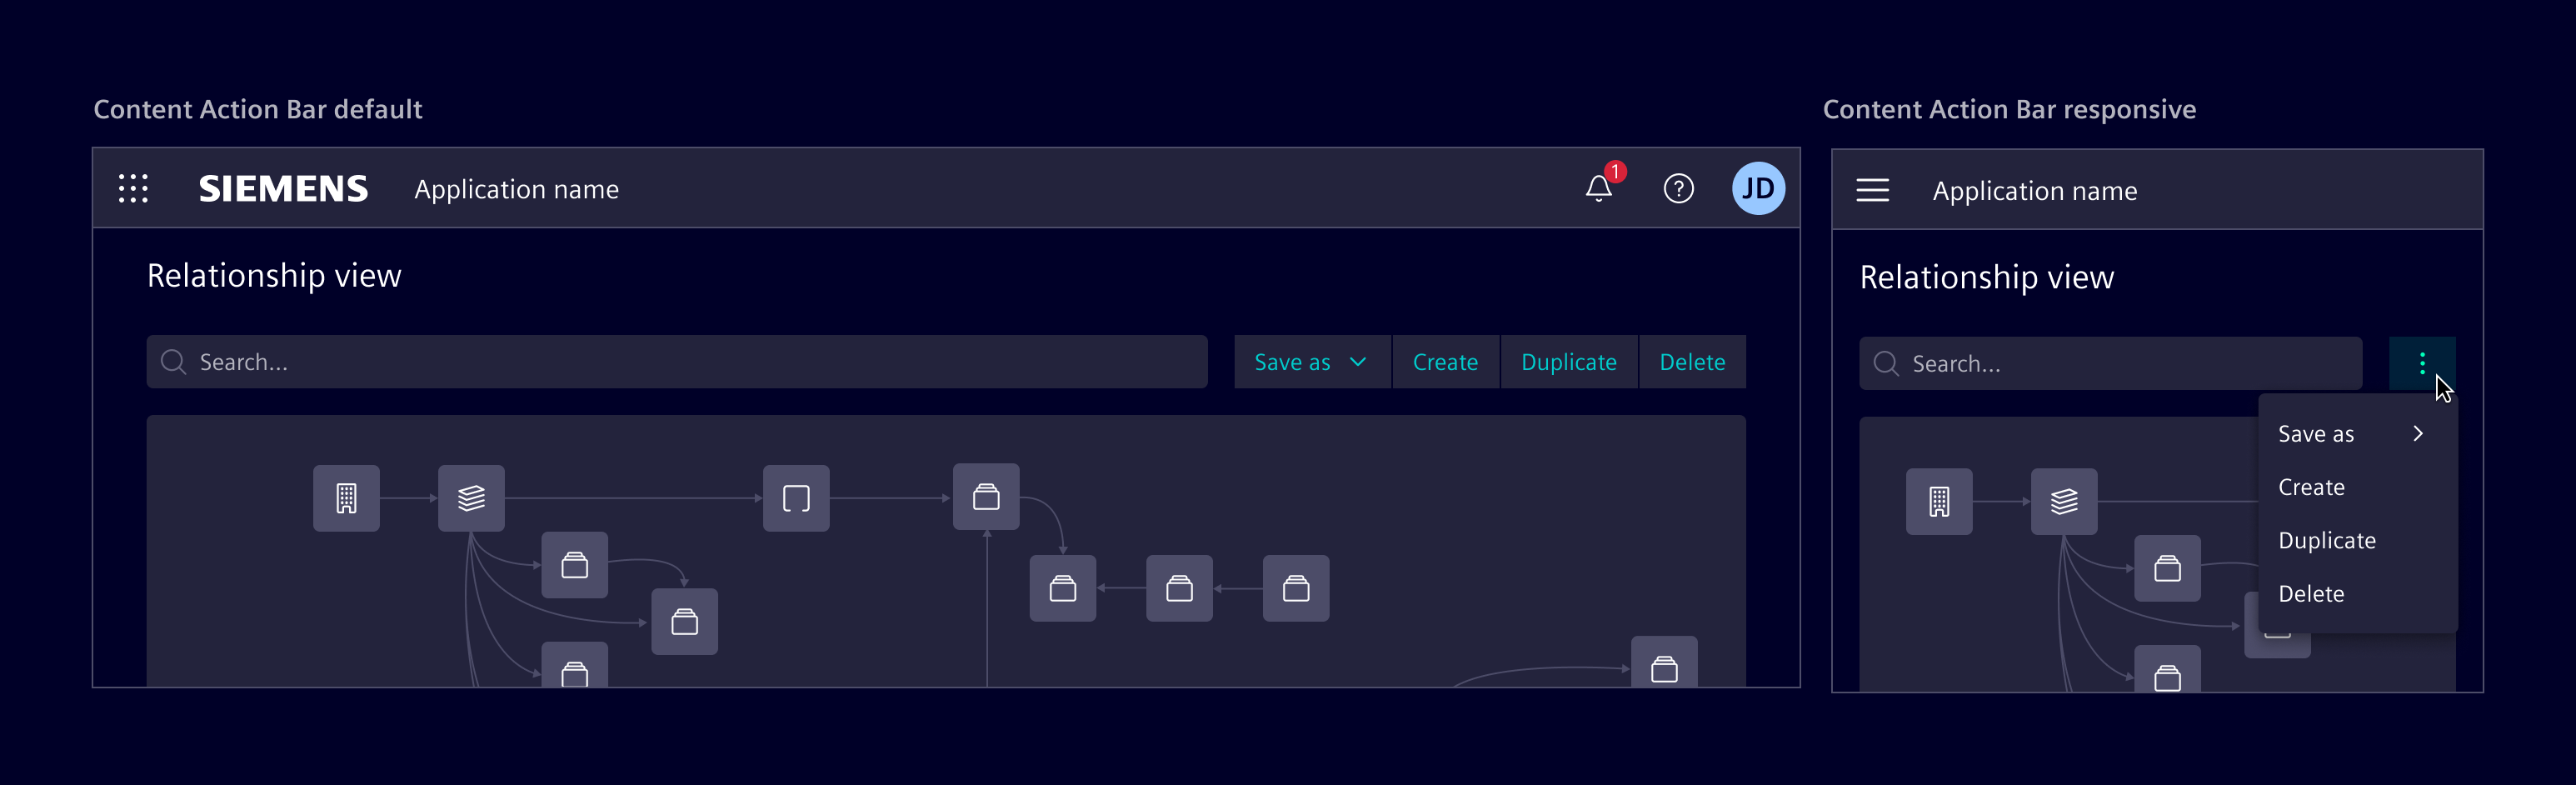 Content Action Bar default
SIEMENS Application name 1 ? JD
Relationship view
Search... Save as Create Duplicate Delete
Content Action Bar responsive
Application name
Relationship view
Search...
Save as
Create
Duplicate
Delete